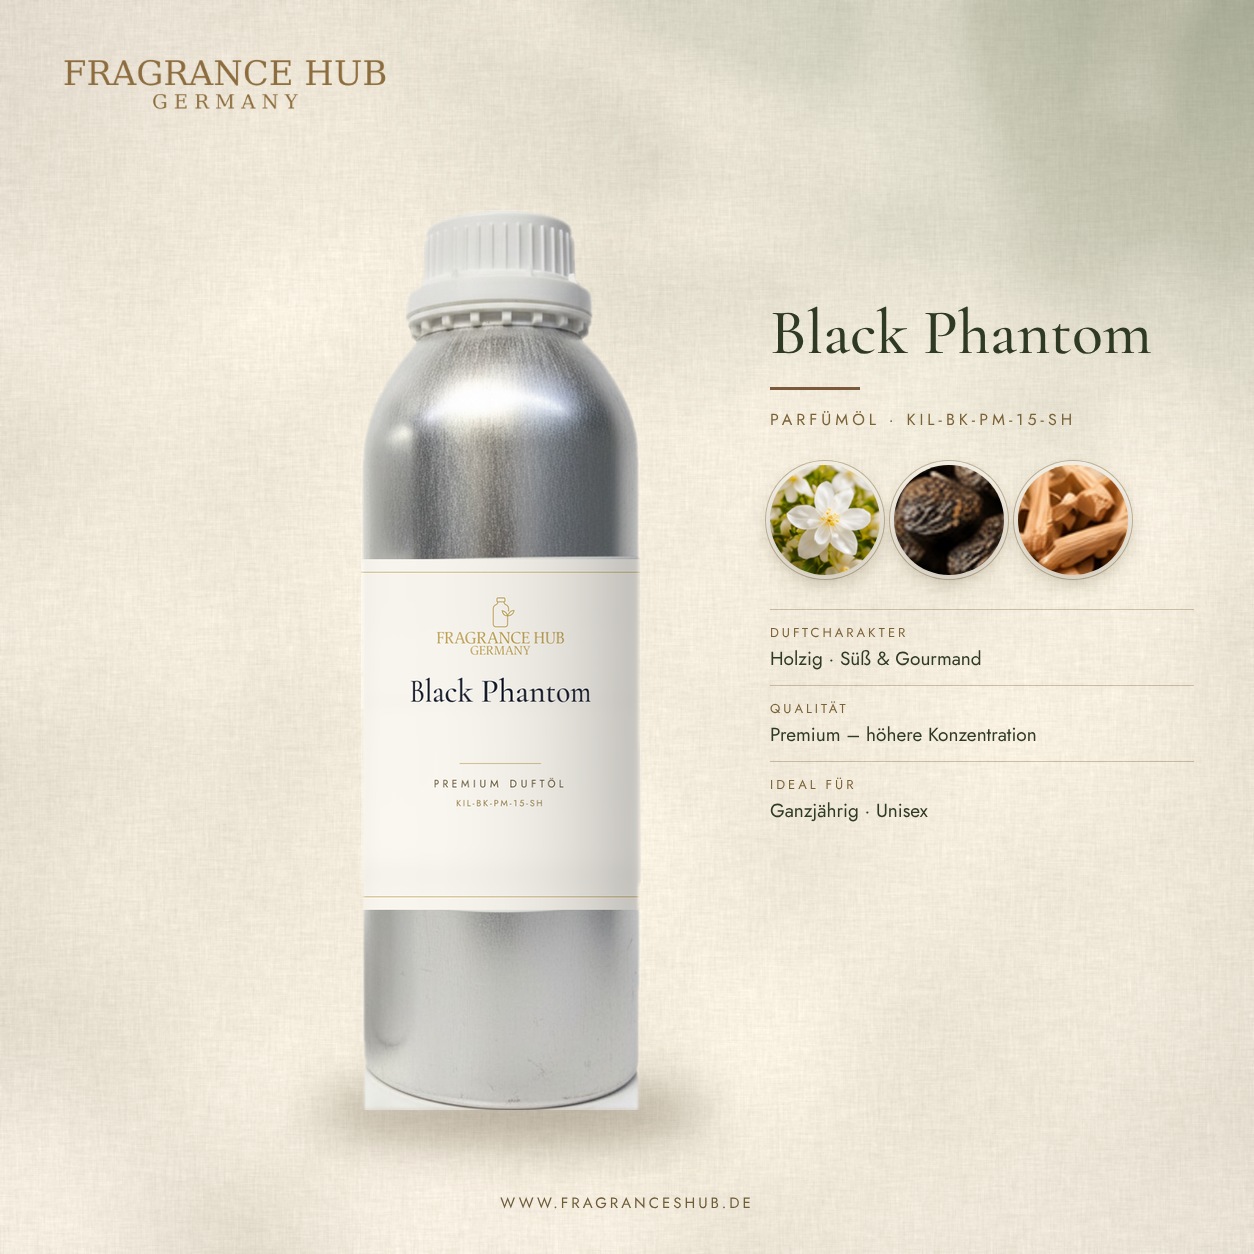 FRAGRANCE HUB
GERMANY
Black Phantom
PARFÜMÖL · KIL-BK-PM-15-SH
DUFTCHARAKTER
Holzig · Süß & Gourmand
QUALITÄT
Premium – höhere Konzentration
IDEAL FÜR
Ganzjährig · Unisex
FRAGRANCE HUB
GERMANY
Black Phantom
PREMIUM DUFTÖL
KIL-BK-PM-15-SH
WWW.FRAGRANCESHUB.DE